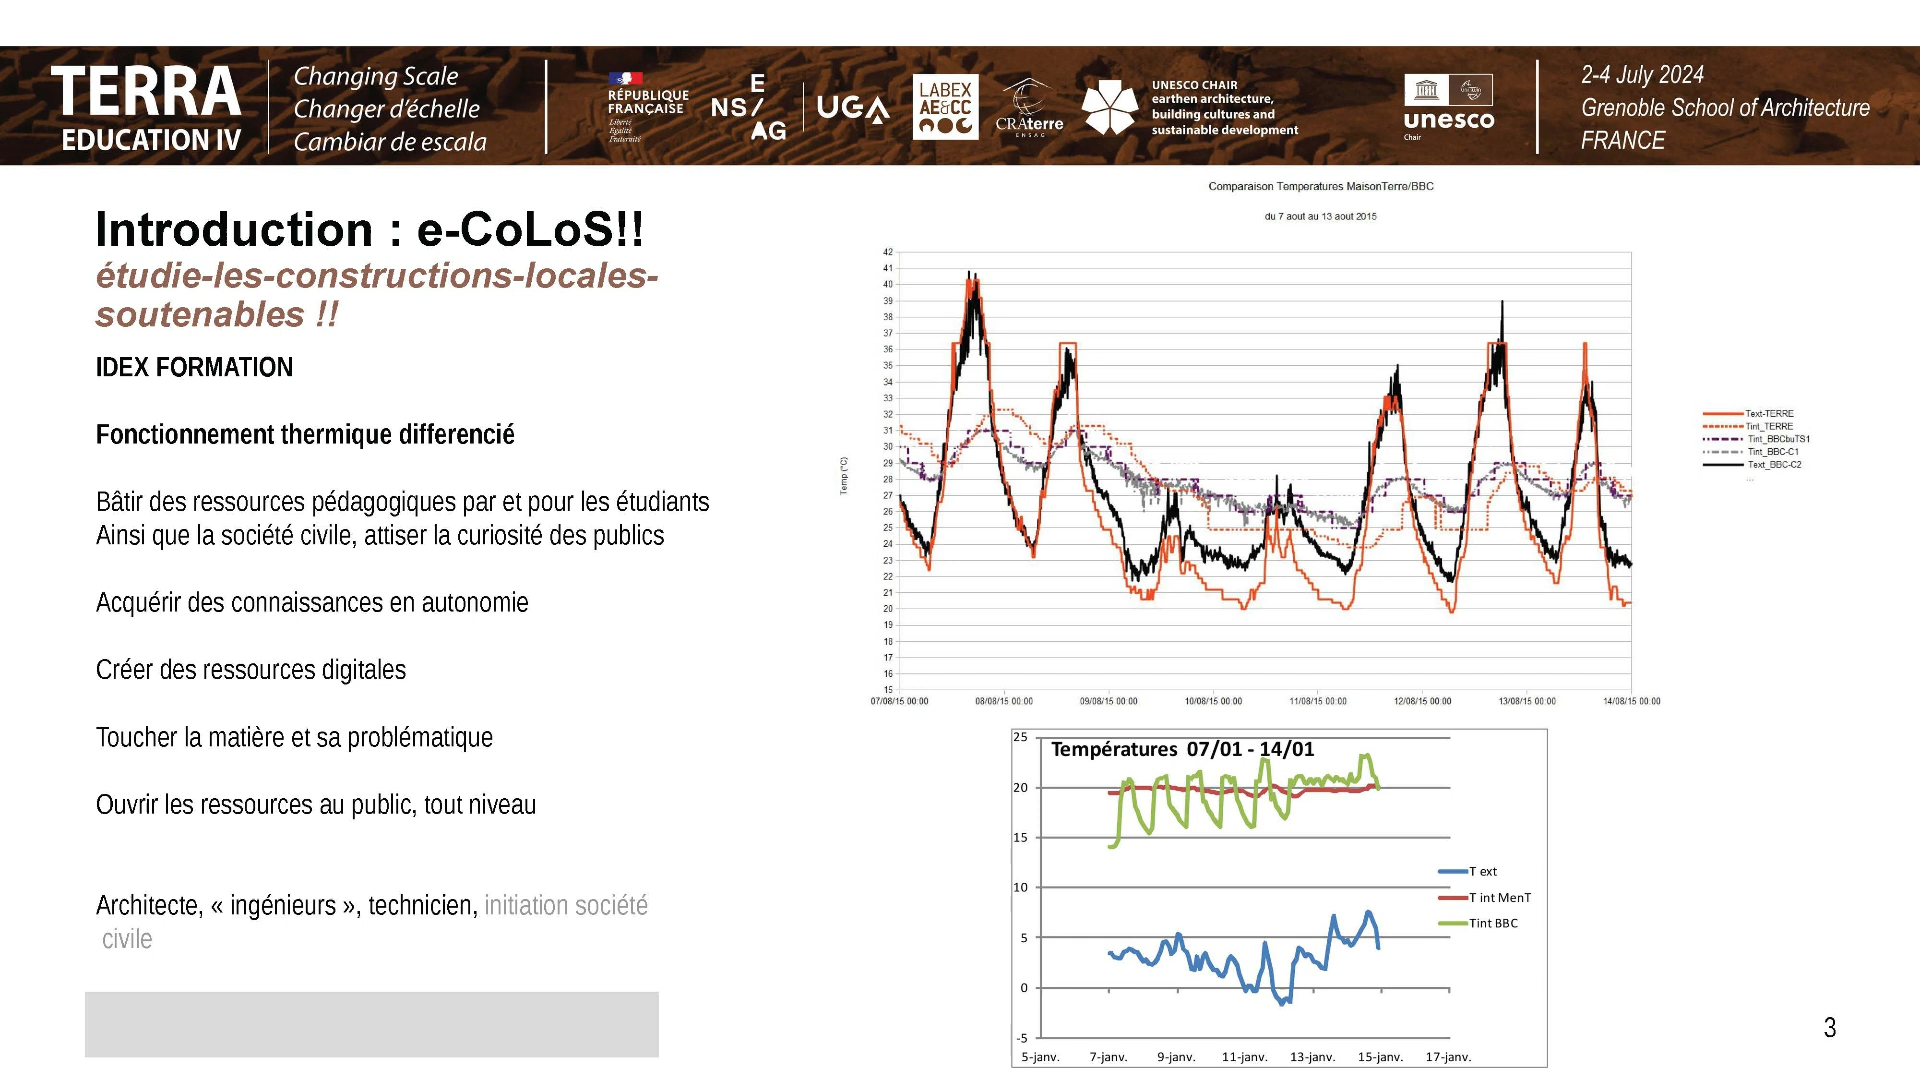 TERRA
EDUCATION IV
Changing Scale
Changer d’échelle
Cambiar de escala
RÉPUBLIQUE
FRANÇAISE
Liberté
Égalité
Fraternité
E
NS/
AG
UGA
LABEX
AE&CC
CRAterre
ENSAG
UNESCO CHAIR
earthen architecture,
building cultures and
sustainable development
unesco
Chair
2-4 July 2024
Grenoble School of Architecture
FRANCE
Introduction : e-CoLoS!!
étudie-les-constructions-locales-
soutenables !!
IDEX FORMATION
Fonctionnement thermique differencié
Bâtir des ressources pédagogiques par et pour les étudiants
Ainsi que la société civile, attiser la curiosité des publics
Acquérir des connaissances en autonomie
Créer des ressources digitales
Toucher la matière et sa problématique
Ouvrir les ressources au public, tout niveau
Architecte, « ingénieurs », technicien, initiation société
civile
Comparaison Temperatures MaisonTerre/BBC
du 7 aout au 13 aout 2015
Temp (°C)
42
41
40
39
38
37
36
35
34
33
32
31
30
29
28
27
26
25
24
23
22
21
20
19
18
17
16
15
07/08/15 00:00 08/08/15 00:00 09/08/15 00:00 10/08/15 00:00 11/08/15 00:00 12/08/15 00:00 13/08/15 00:00 14/08/15 00:00
Text-TERRE
Tint_TERRE
Tint_BBCbuTS1
Tint_BBC-C1
Text_BBC-C2
...
Températures 07/01 - 14/01
25
20
15
10
5
0
-5
5-janv. 7-janv. 9-janv. 11-janv. 13-janv. 15-janv. 17-janv.
T ext
T int MenT
Tint BBC
3